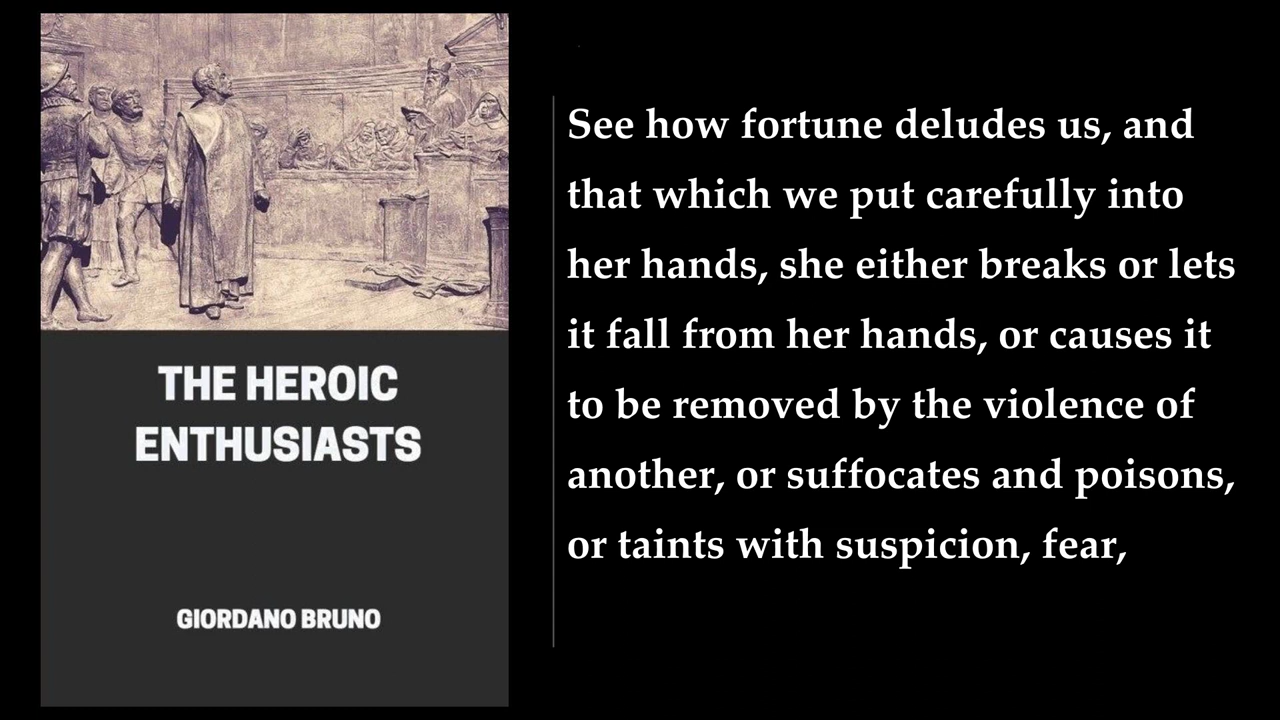 THE HEROIC
ENTHUSIASTS
GIORDANO BRUNO
See how fortune deludes us, and
that which we put carefully into
her hands, she either breaks or lets
it fall from her hands, or causes it
to be removed by the violence of
another, or suffocates and poisons,
or taints with suspicion, fear,